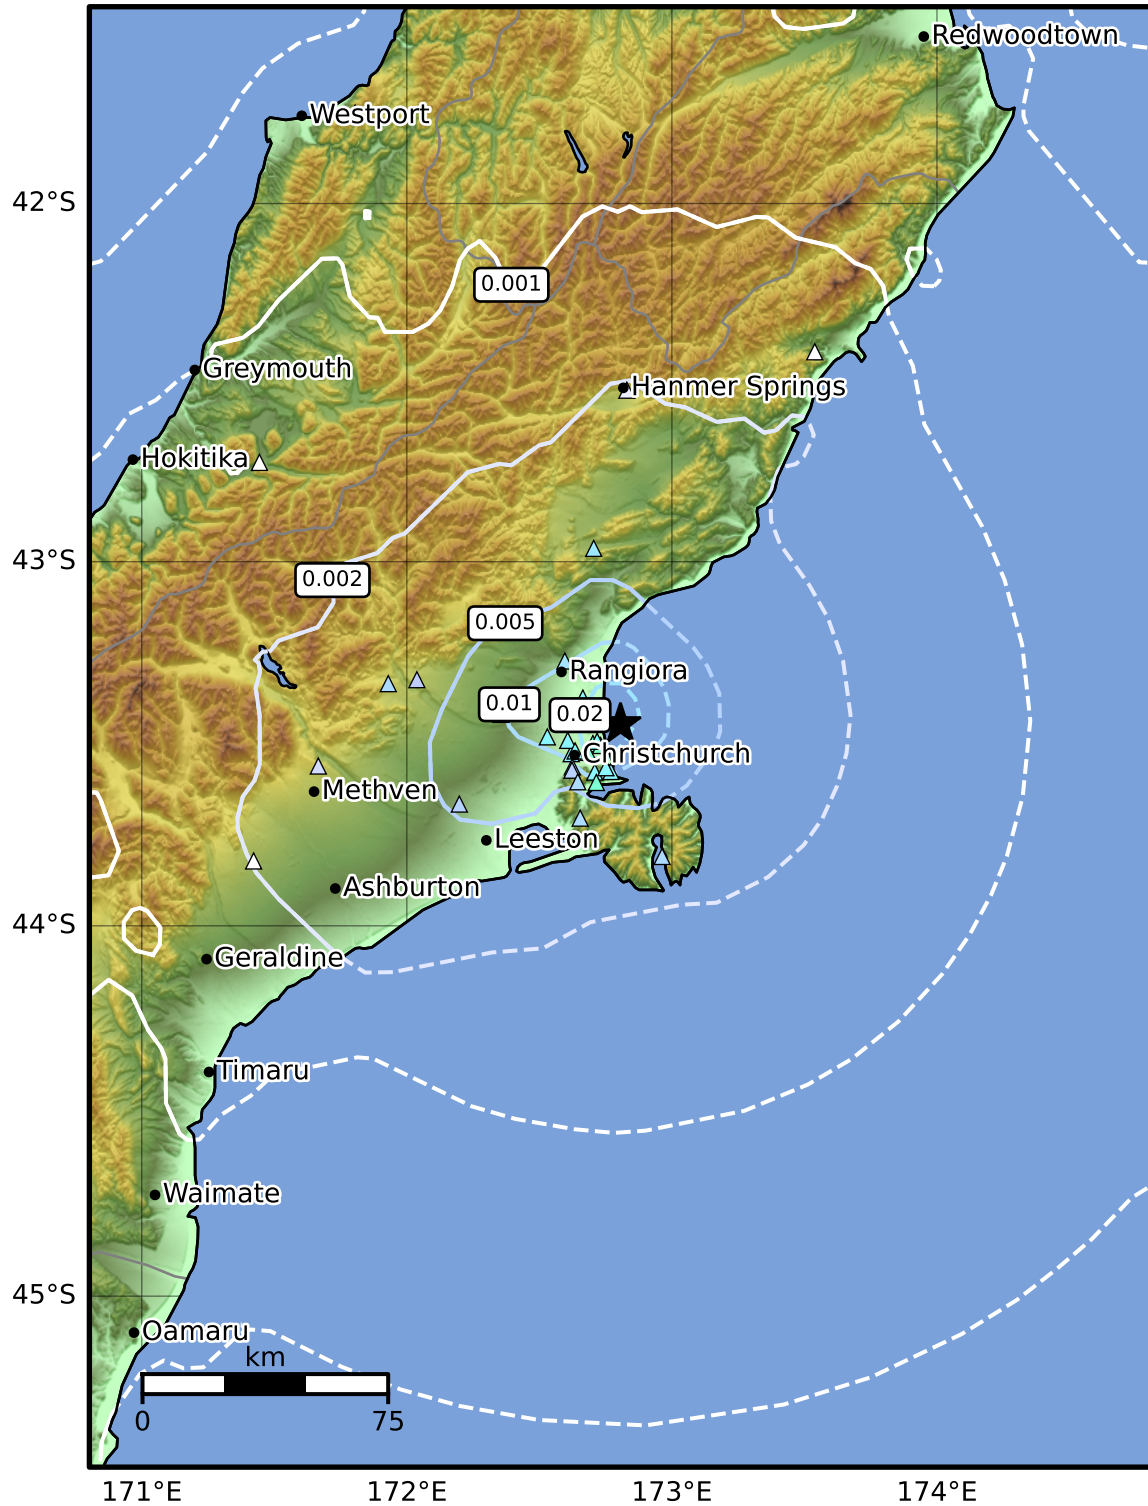 Redwoodtown
Westport
42°S
0.001
Greymouth
Hanmer Springs
Hokitika
43°S
0.002
0.005
Rangiora
0.01
0.02
Christchurch
Methven
Leeston
Ashburton
44°S
Geraldine
Timaru
Waimate
45°S
Oamaru
km
0
75
171°E
172°E
173°E
174°E